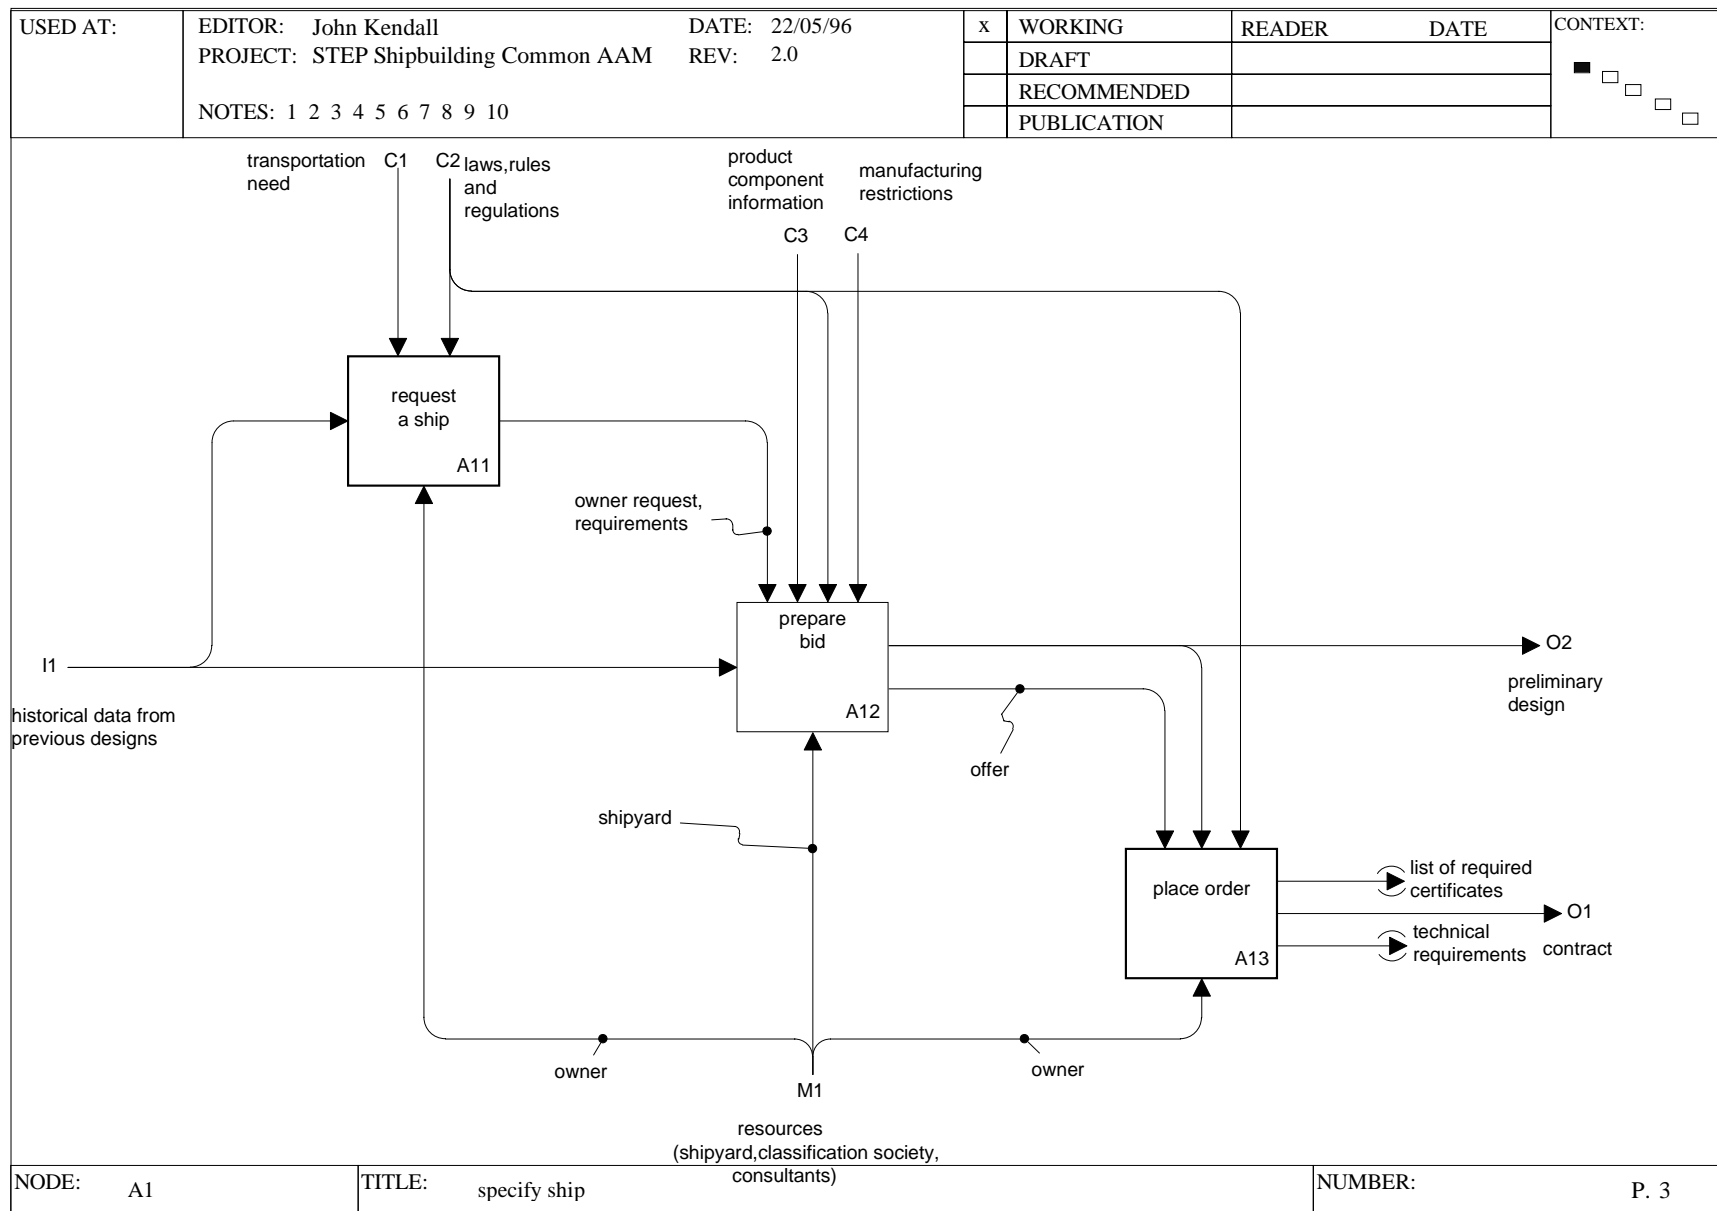 USED AT:
EDITOR: John Kendall
DATE: 22/05/96
PROJECT: STEP Shipbuilding Common AAM
REV: 2.0
NOTES: 1 2 3 4 5 6 7 8 9 10
x WORKING
DRAFT
RECOMMENDED
PUBLICATION
READER DATE
CONTEXT:
transportation
need
C1
C2
laws,rules
and
regulations
product
component
information
C3
manufacturing
restrictions
C4
request
a ship
A11
owner request,
requirements
prepare
bid
A12
I1
historical data from
previous designs
O2
preliminary
design
offer
shipyard
place order
A13
list of required
certificates
O1
contract
technical
requirements
owner
owner
M1
resources
(shipyard,classification society,
consultants)
NODE: A1
TITLE: specify ship
NUMBER: P. 3